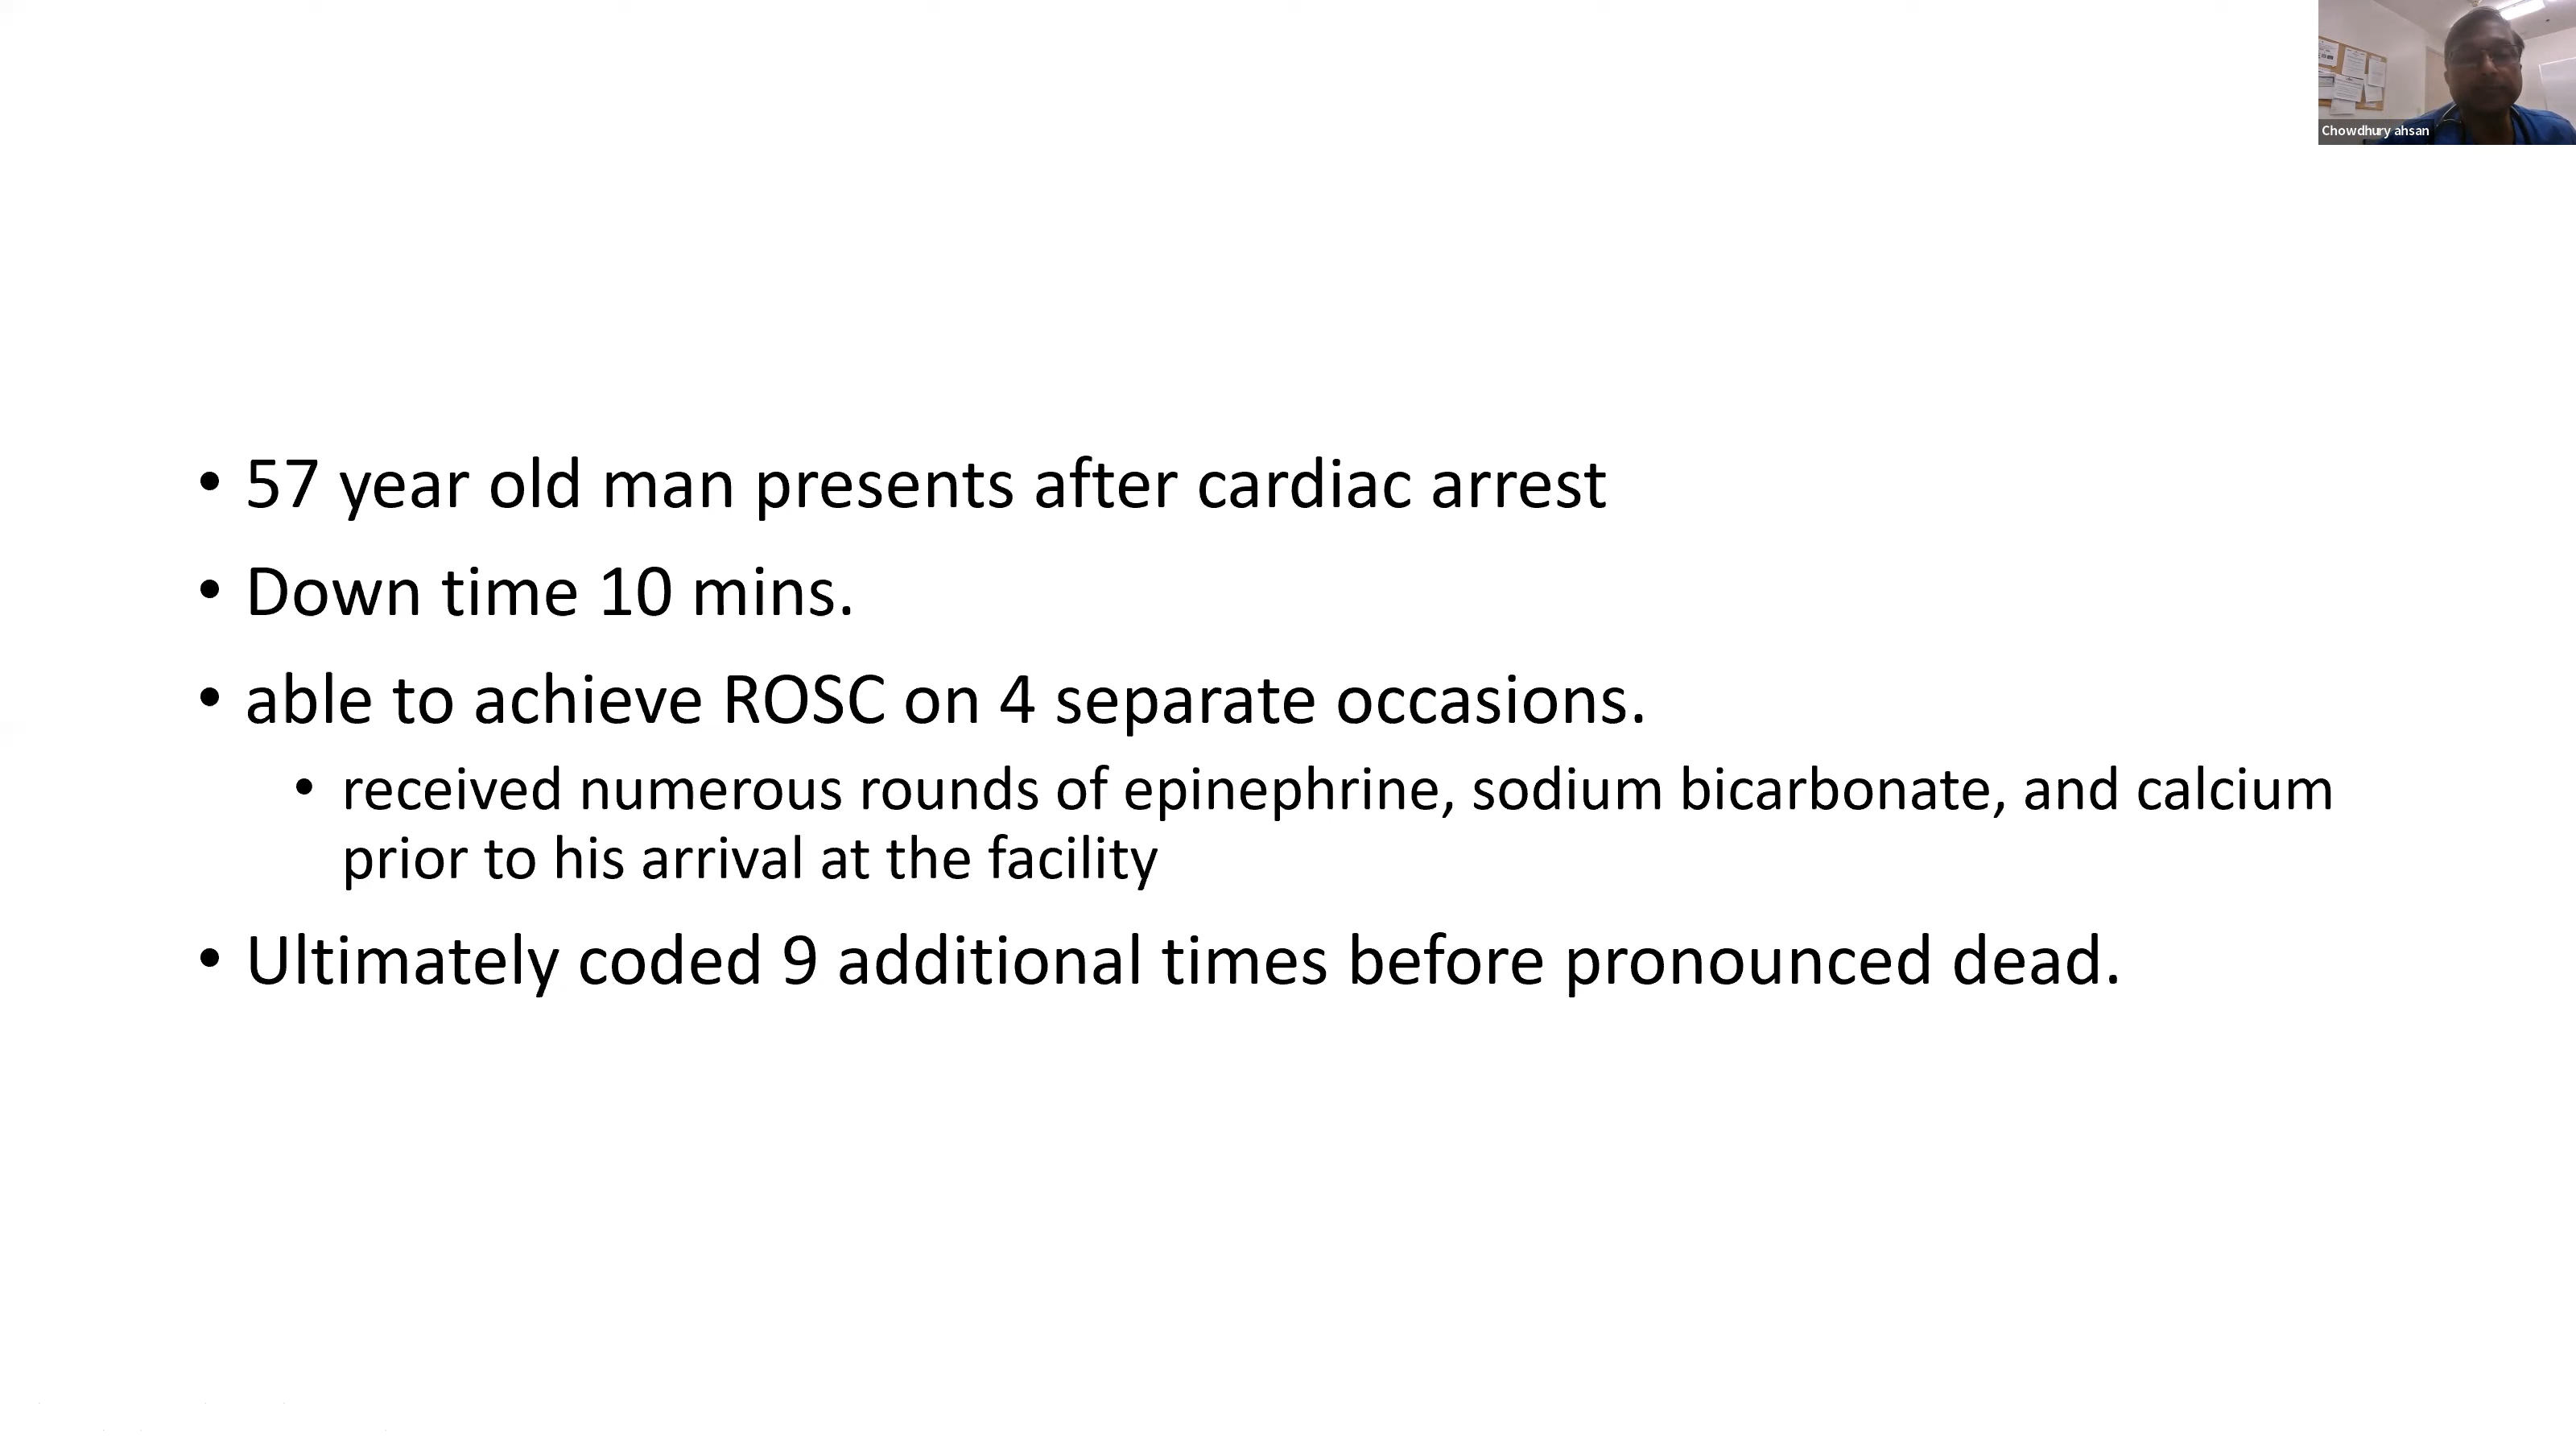 Chowdhury ahsan
• 57 year old man presents after cardiac arrest
• Down time 10 mins.
• able to achieve ROSC on 4 separate occasions.
• received numerous rounds of epinephrine, sodium bicarbonate, and calcium
prior to his arrival at the facility
• Ultimately coded 9 additional times before pronounced dead.